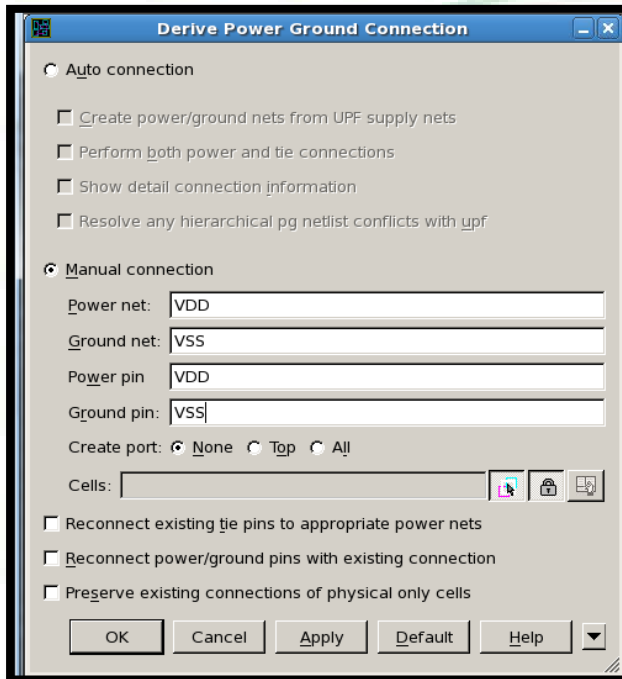 Derive Power Ground Connection
Auto connection
Create power/ground nets from UPF supply nets
Perform both power and tie connections
Show detail connection information
Resolve any hierarchical pg netlist conflicts with upf
Manual connection
Power net: VDD
Ground net: VSS
Power pin VDD
Ground pin: VSS
Create port: None Top All
Cells:
Reconnect existing tie pins to appropriate power nets
Reconnect power/ground pins with existing connection
Preserve existing connections of physical only cells
OK Cancel Apply Default Help